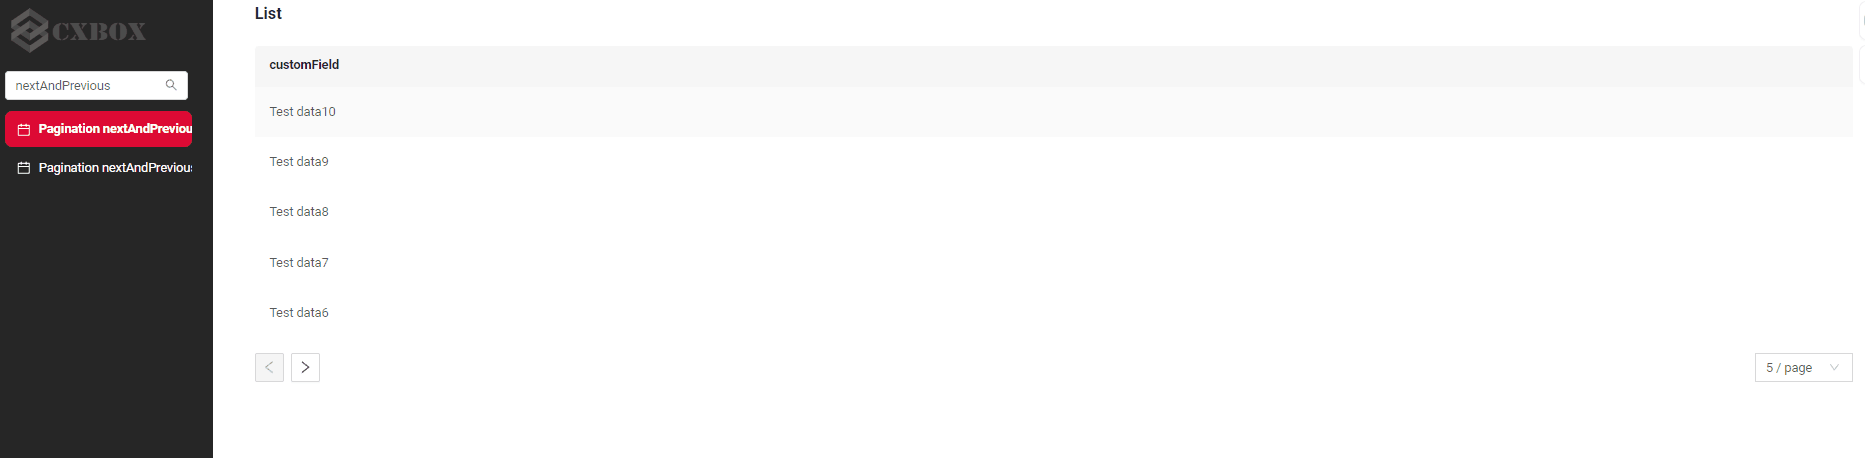 CXBOX
nextAndPrevious
Pagination nextAndPreviou
Pagination nextAndPrevious
List
customField
Test data10
Test data9
Test data8
Test data7
Test data6
5 / page